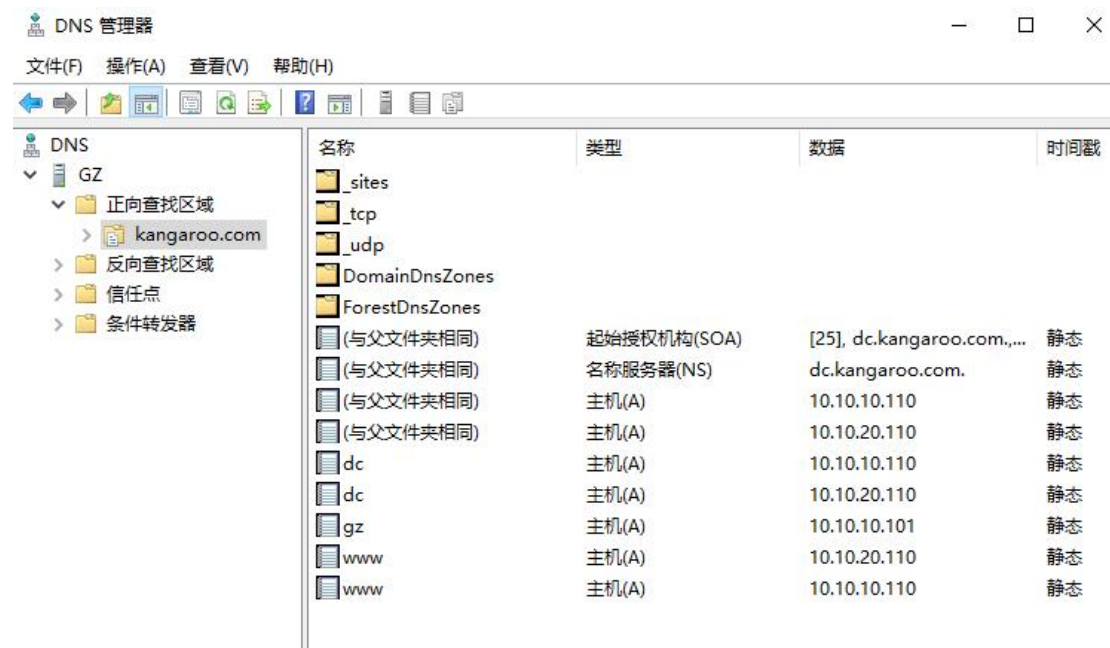 DNS 管理器
文件(F) 操作(A) 查看(V) 帮助(H)
DNS
GZ
正向查找区域
kangaroo.com
反向查找区域
信任点
条件转发器
名称 类型 数据 时间戳
_sites
_tcp
_udp
DomainDnsZones
ForestDnsZones
(与父文件夹相同) 起始授权机构(SOA) [25], dc.kangaroo.com.,... 静态
(与父文件夹相同) 名称服务器(NS) dc.kangaroo.com. 静态
(与父文件夹相同) 主机(A) 10.10.10.110 静态
(与父文件夹相同) 主机(A) 10.10.20.110 静态
dc 主机(A) 10.10.10.110 静态
dc 主机(A) 10.10.20.110 静态
gz 主机(A) 10.10.10.101 静态
www 主机(A) 10.10.20.110 静态
www 主机(A) 10.10.10.110 静态